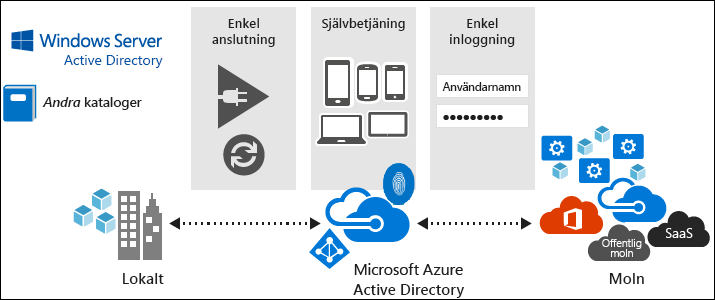 Windows Server
Active Directory
Andra kataloger
Enkel
anslutning
Självbetjäning
Enkel
inloggning
Användarnamn
Lokalt
Microsoft Azure
Active Directory
Offentlig
moln
SaaS
Moln